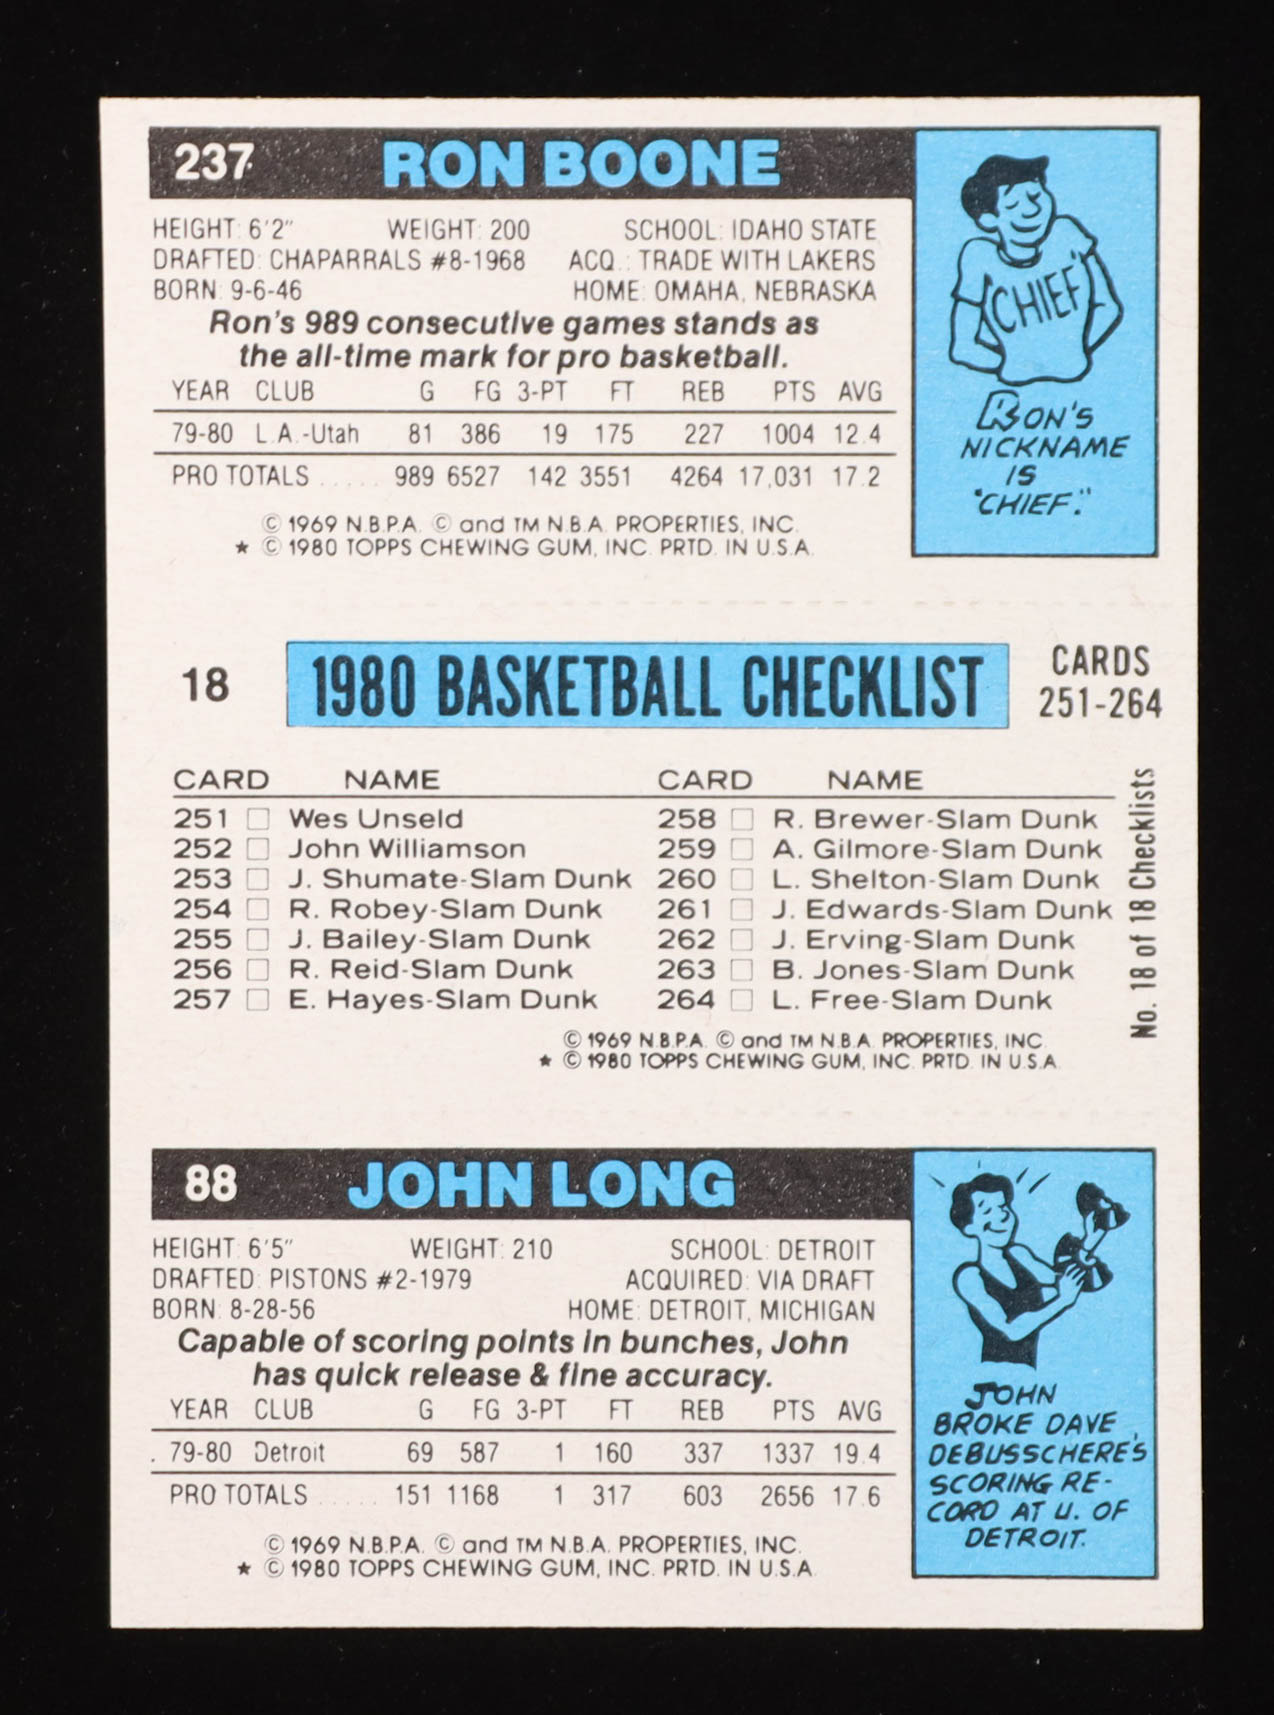 237 RON BOONE
HEIGHT: 6'2" WEIGHT: 200 SCHOOL: IDAHO STATE
DRAFTED: CHAPARRALS #8-1968 ACQ.: TRADE WITH LAKERS
BORN: 9-6-46 HOME: OMAHA, NEBRASKA
Ron's 989 consecutive games stands as
the all-time mark for pro basketball.
YEAR CLUB G FG 3-PT FT REB PTS AVG
79-80 L.A.-Utah 81 386 19 175 227 1004 12.4
PRO TOTALS ..... 989 6527 142 3551 4264 17,031 17.2
© 1969 N.B.P.A. © and TM N.B.A. PROPERTIES, INC.
★ © 1980 TOPPS CHEWING GUM, INC. PRTD. IN U.S.A.
CHIEF
RON'S
NICKNAME
IS
"CHIEF."
18 1980 BASKETBALL CHECKLIST CARDS
251-264
CARD NAME CARD NAME
251 □ Wes Unseld 258 □ R. Brewer-Slam Dunk
252 □ John Williamson 259 □ A. Gilmore-Slam Dunk
253 □ J. Shumate-Slam Dunk 260 □ L. Shelton-Slam Dunk
254 □ R. Robey-Slam Dunk 261 □ J. Edwards-Slam Dunk
255 □ J. Bailey-Slam Dunk 262 □ J. Erving-Slam Dunk
256 □ R. Reid-Slam Dunk 263 □ B. Jones-Slam Dunk
257 □ E. Hayes-Slam Dunk 264 □ L. Free-Slam Dunk
No. 18 of 18 Checklists
© 1969 N.B.P.A. © and TM N.B.A. PROPERTIES, INC.
★ © 1980 TOPPS CHEWING GUM, INC. PRTD. IN U.S.A.
88 JOHN LONG
HEIGHT: 6'5" WEIGHT: 210 SCHOOL: DETROIT
DRAFTED: PISTONS #2-1979 ACQUIRED: VIA DRAFT
BORN: 8-28-56 HOME: DETROIT, MICHIGAN
Capable of scoring points in bunches, John
has quick release & fine accuracy.
YEAR CLUB G FG 3-PT FT REB PTS AVG
79-80 Detroit 69 587 1 160 337 1337 19.4
PRO TOTALS ..... 151 1168 1 317 603 2656 17.6
© 1969 N.B.P.A. © and TM N.B.A. PROPERTIES, INC.
★ © 1980 TOPPS CHEWING GUM, INC. PRTD. IN U.S.A.
JOHN
BROKE DAVE
DEBUSSCHERE'S
SCORING RE-
CORD AT U. OF
DETROIT.